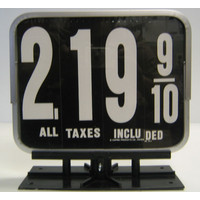 2.19 9/10
ALL TAXES INCLUDED